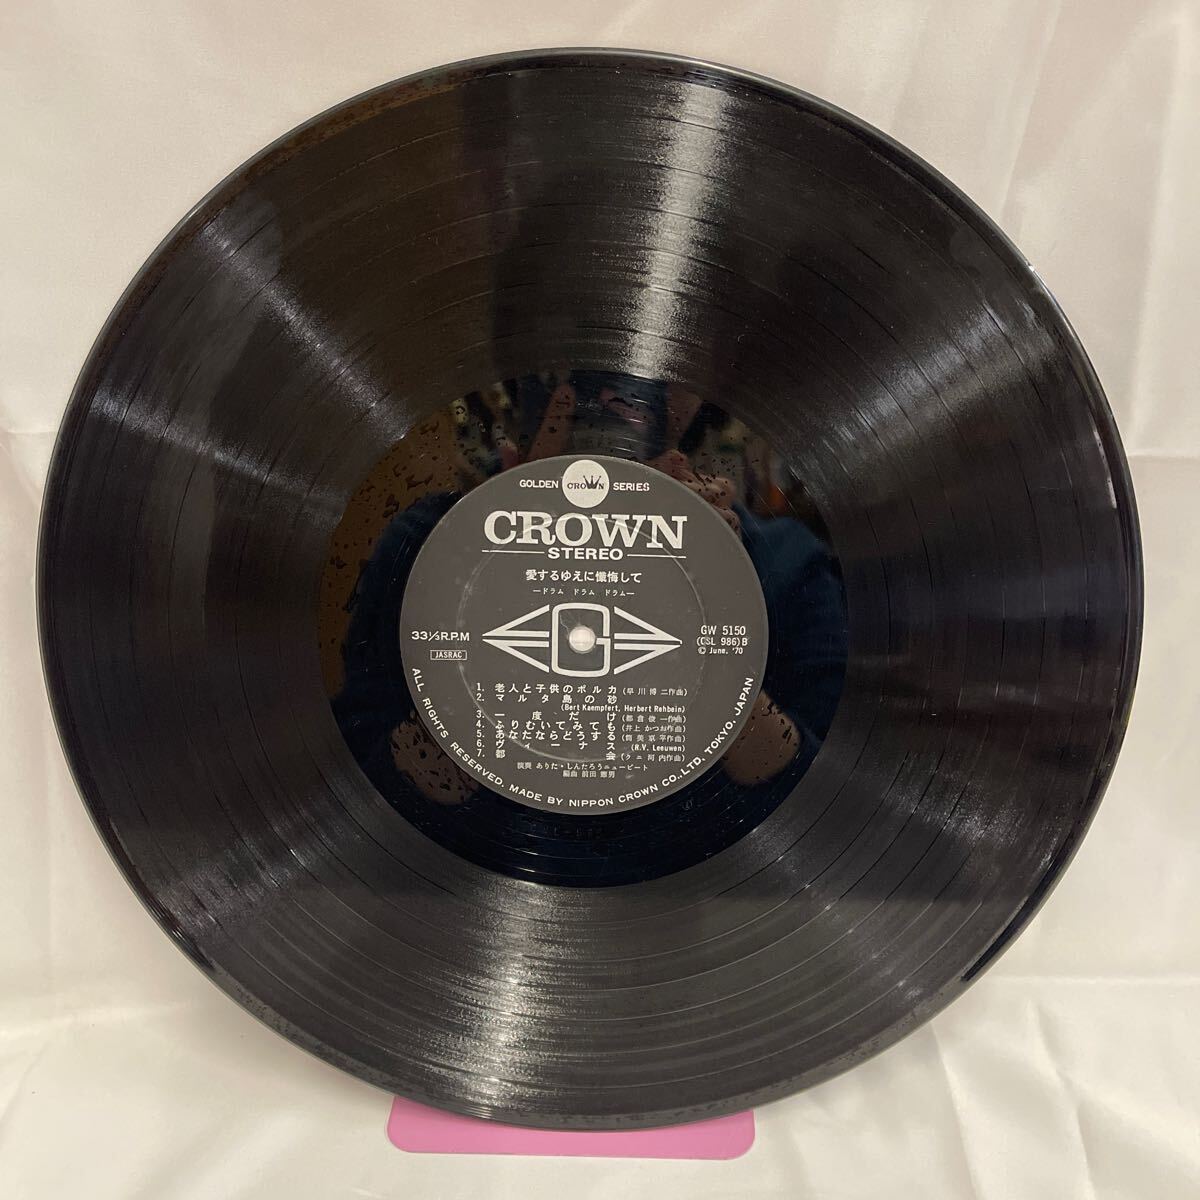 GOLDEN CROWN SERIES
CROWN
STEREO
愛するゆえに懺悔して
—ドラム ドラム ドラム—
33⅓R.P.M
JASRAC
GW 5150
(CSL 986)B
© June. '70
1. 老人と子供のポルカ(早川博二作曲)
2. マルタ島の砂
(Bert Kaempfert, Herbert Rehbein)
3. 一度だけ(都倉俊一作曲)
4. ふりむいてみても(井上かつお作曲)
5. あなたならどうする(筒美京平作曲)
6. ヴィーナス(R.V. Leeuwen)
7. 都会(クニ河内作曲)
演奏 ありた・しんたろうニュービート
編曲 前田憲男
ALL RIGHTS RESERVED. MADE BY NIPPON CROWN CO., LTD, TOKYO, JAPAN